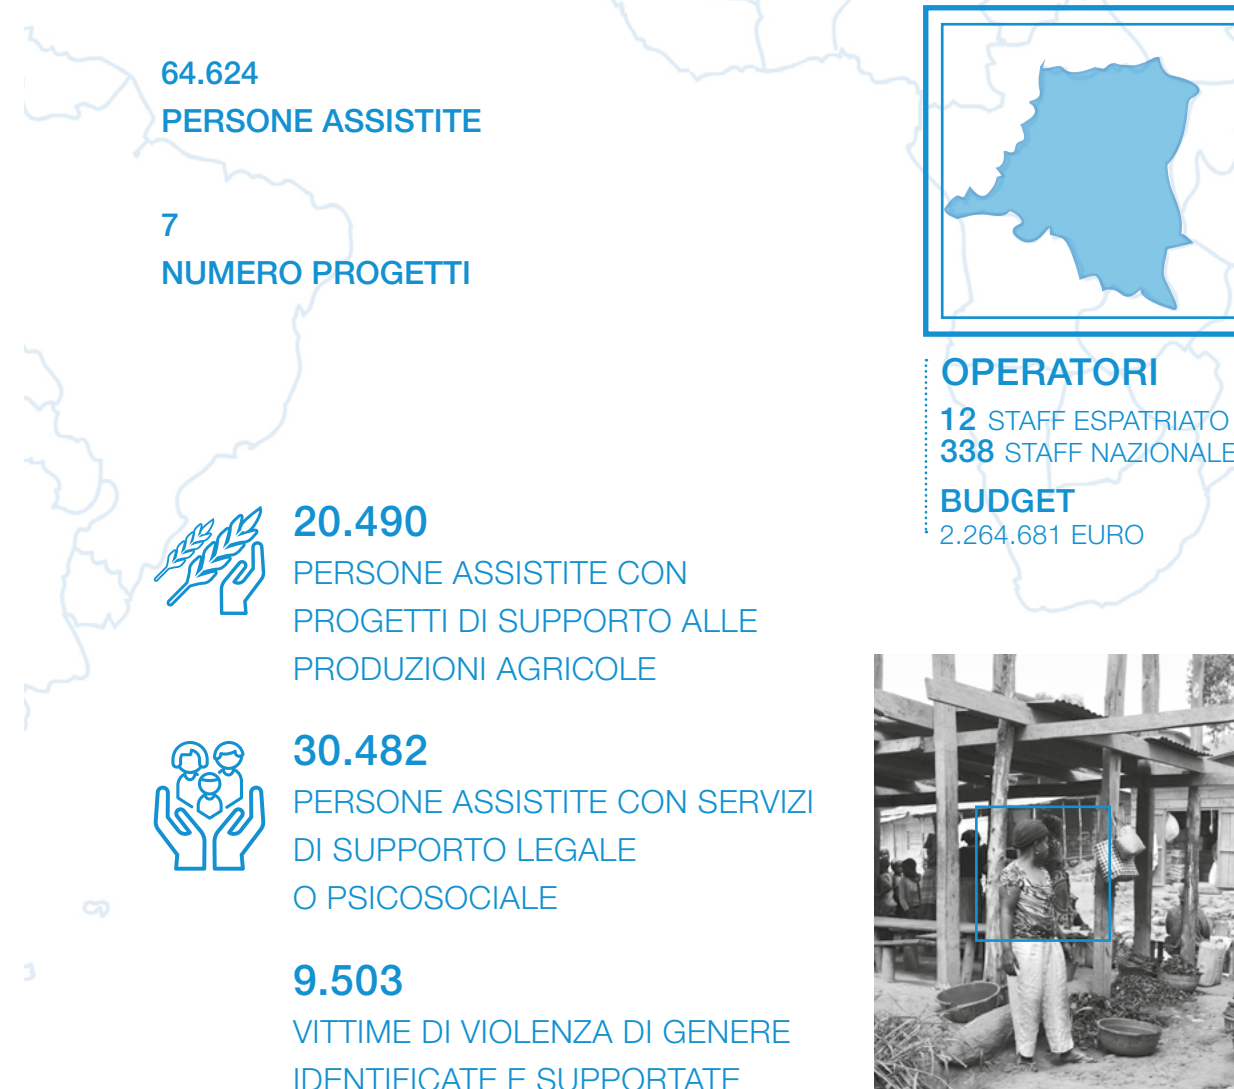 64.624
PERSONE ASSISTITE
7
NUMERO PROGETTI
OPERATORI
12 STAFF ESPATRIATO
338 STAFF NAZIONALE
BUDGET
2.264.681 EURO
20.490
PERSONE ASSISTITE CON
PROGETTI DI SUPPORTO ALLE
PRODUZIONI AGRICOLE
30.482
PERSONE ASSISTITE CON SERVIZI
DI SUPPORTO LEGALE
O PSICOSOCIALE
9.503
VITTIME DI VIOLENZA DI GENERE
IDENTIFICATE E SUPPORTATE